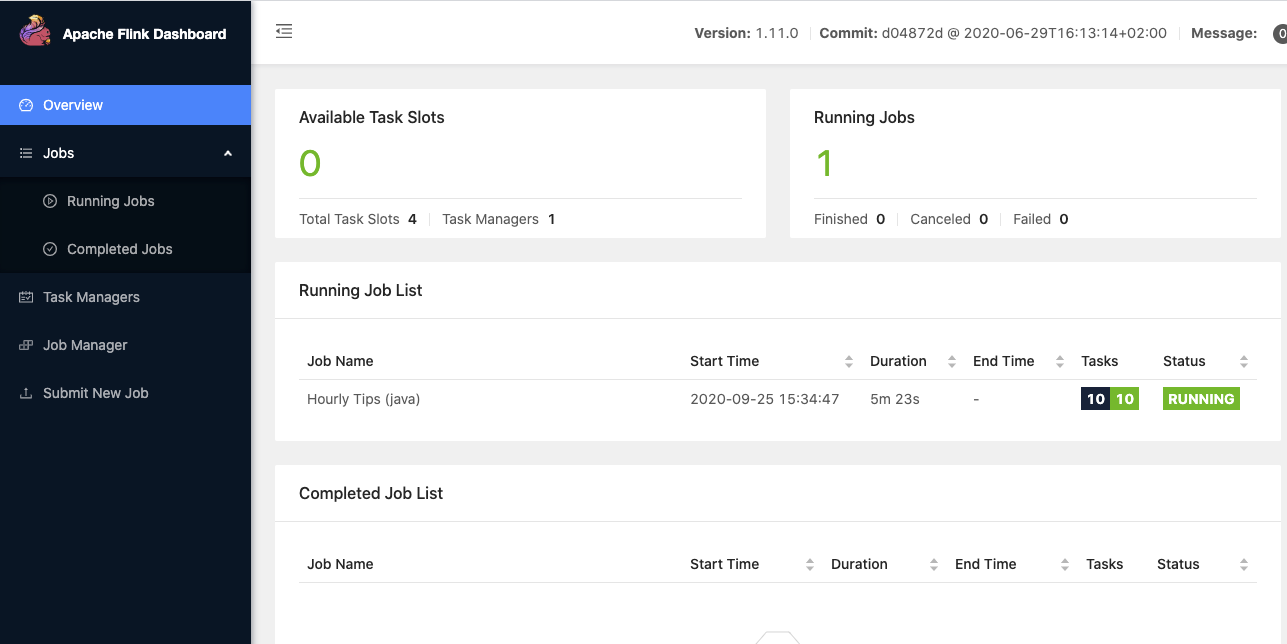 Apache Flink Dashboard
Version: 1.11.0 Commit: d04872d @ 2020-06-29T16:13:14+02:00 Message: 0
Overview
Jobs
Running Jobs
Completed Jobs
Task Managers
Job Manager
Submit New Job
Available Task Slots
0
Total Task Slots 4 Task Managers 1
Running Jobs
1
Finished 0 Canceled 0 Failed 0
Running Job List
Job Name Start Time Duration End Time Tasks Status
Hourly Tips (java) 2020-09-25 15:34:47 5m 23s - 10 10 RUNNING
Completed Job List
Job Name Start Time Duration End Time Tasks Status